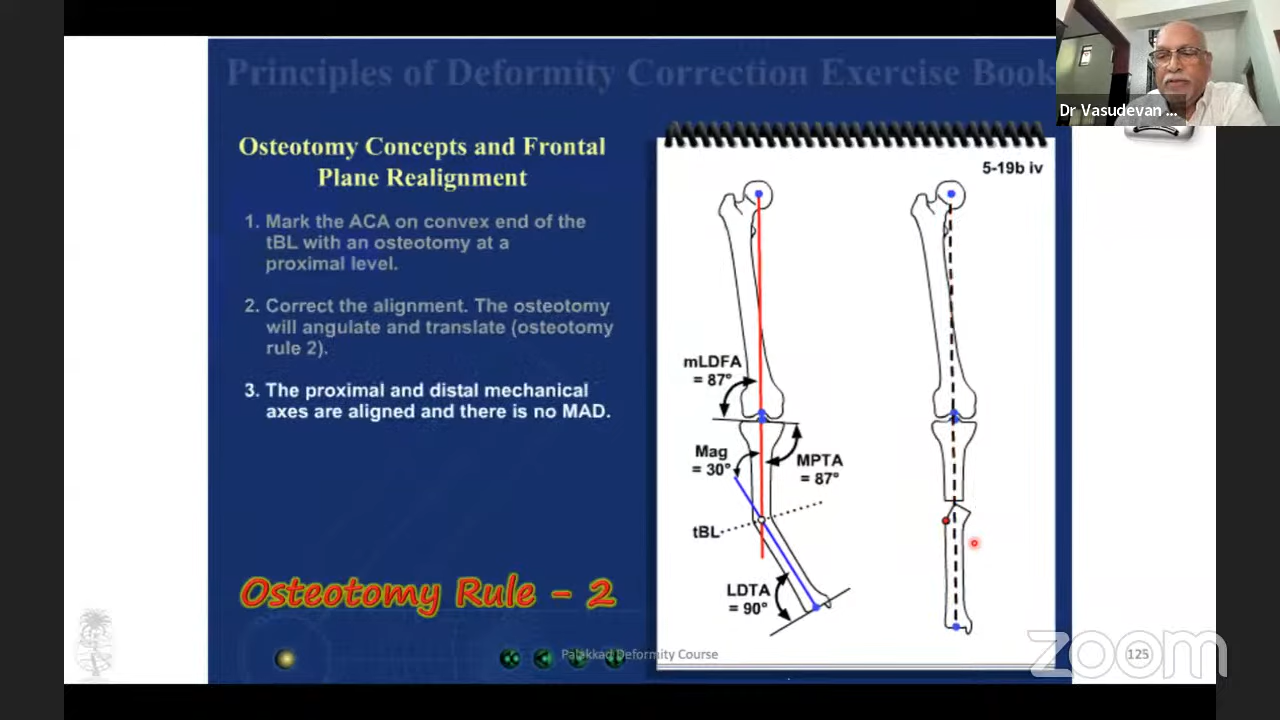 Principles of Deformity Correction Exercise Book
Dr Vasudevan ...
Osteotomy Concepts and Frontal
Plane Realignment
1. Mark the ACA on convex end of the
tBL with an osteotomy at a
proximal level.
2. Correct the alignment. The osteotomy
will angulate and translate (osteotomy
rule 2).
3. The proximal and distal mechanical
axes are aligned and there is no MAD.
Osteotomy Rule - 2
5-19b iv
mLDFA
= 87°
Mag
= 30°
MPTA
= 87°
tBL
LDTA
= 90°
Palakkad Deformity Course
125
zoom